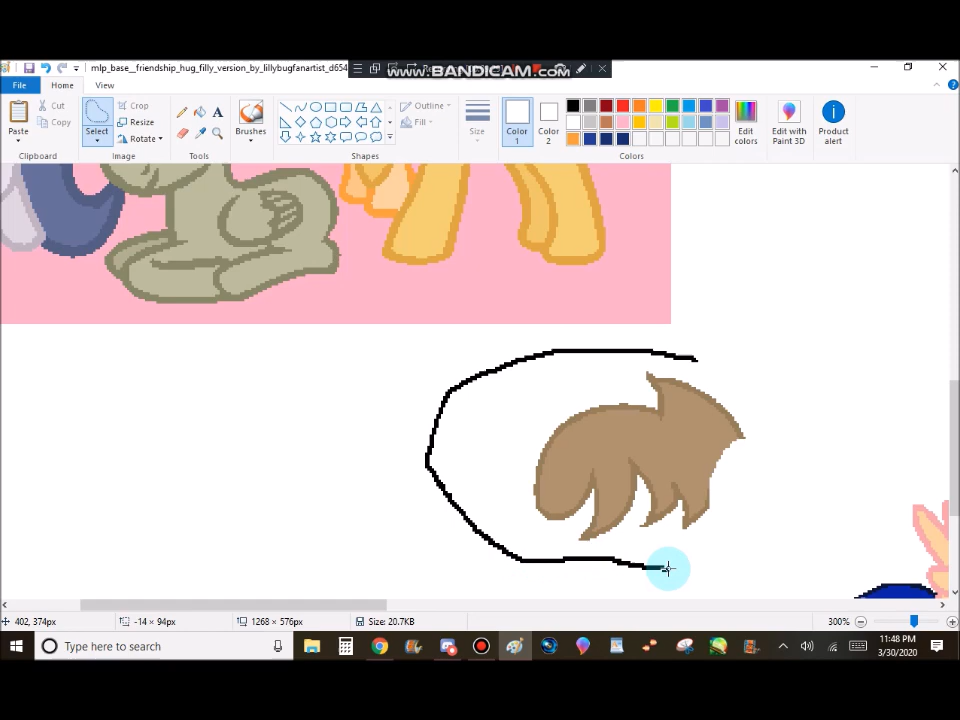 mlp_base__friendship_hug_filly_version_by_lillybugfanartist_d654
www.BANDICAM.com
File Home View
Paste
Cut
Copy
Clipboard
Select
Crop
Resize
Rotate
Image
A
Tools
Brushes
Outline
Fill
Shapes
Size
Color 1
Color 2
Edit colors
Colors
Edit with Paint 3D
Product alert
402, 374px
-14 × 94px
1268 × 576px
Size: 20.7KB
300%
Type here to search
11:48 PM
3/30/2020